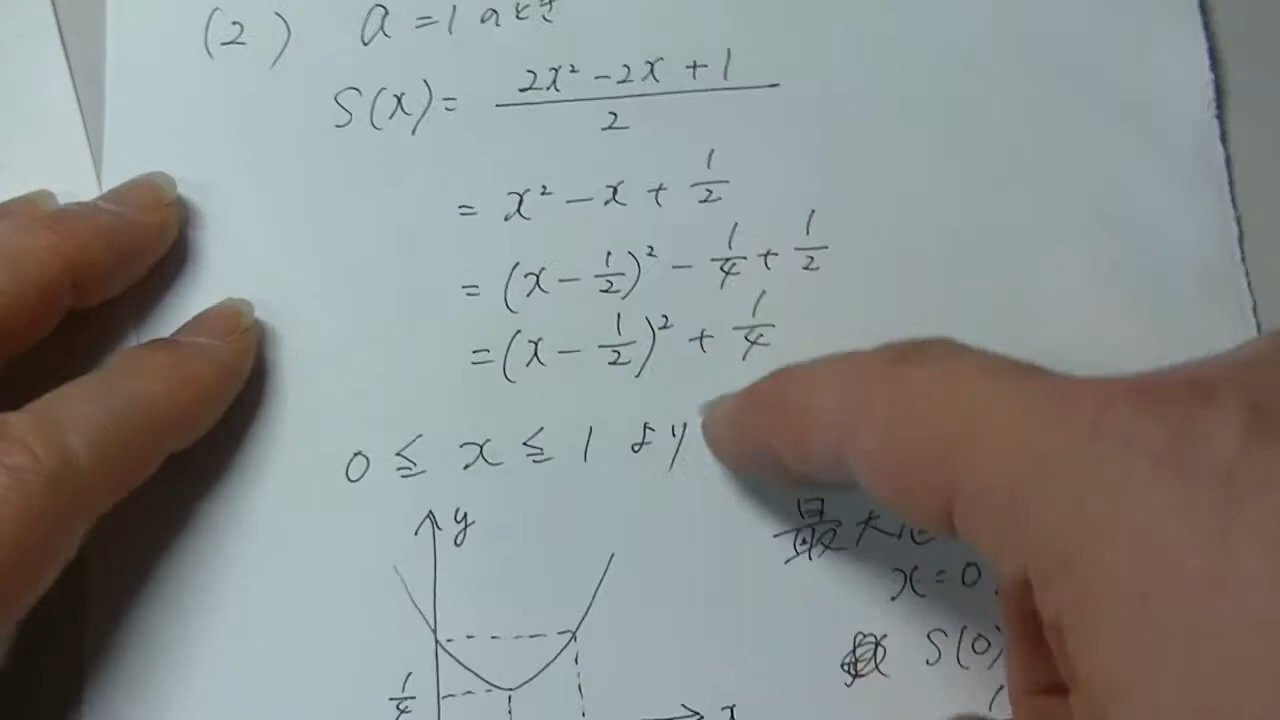 (2) a=1のとき
S(x)= (2x²-2x+1)/2
= x²-x+1/2
= (x-1/2)²-1/4+1/2
= (x-1/2)²+1/4
0≦x≦1 より
y
最大
x=0
S(0)
1/4
x